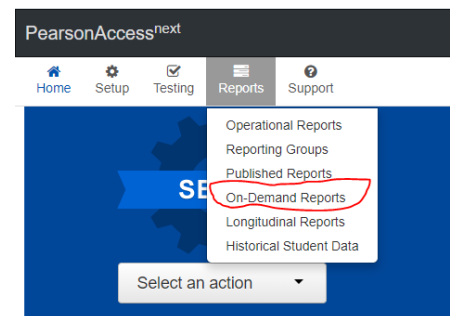 PearsonAccessnext
Home Setup Testing Reports Support
Operational Reports
Reporting Groups
Published Reports
On-Demand Reports
Longitudinal Reports
Historical Student Data
SE
Select an action